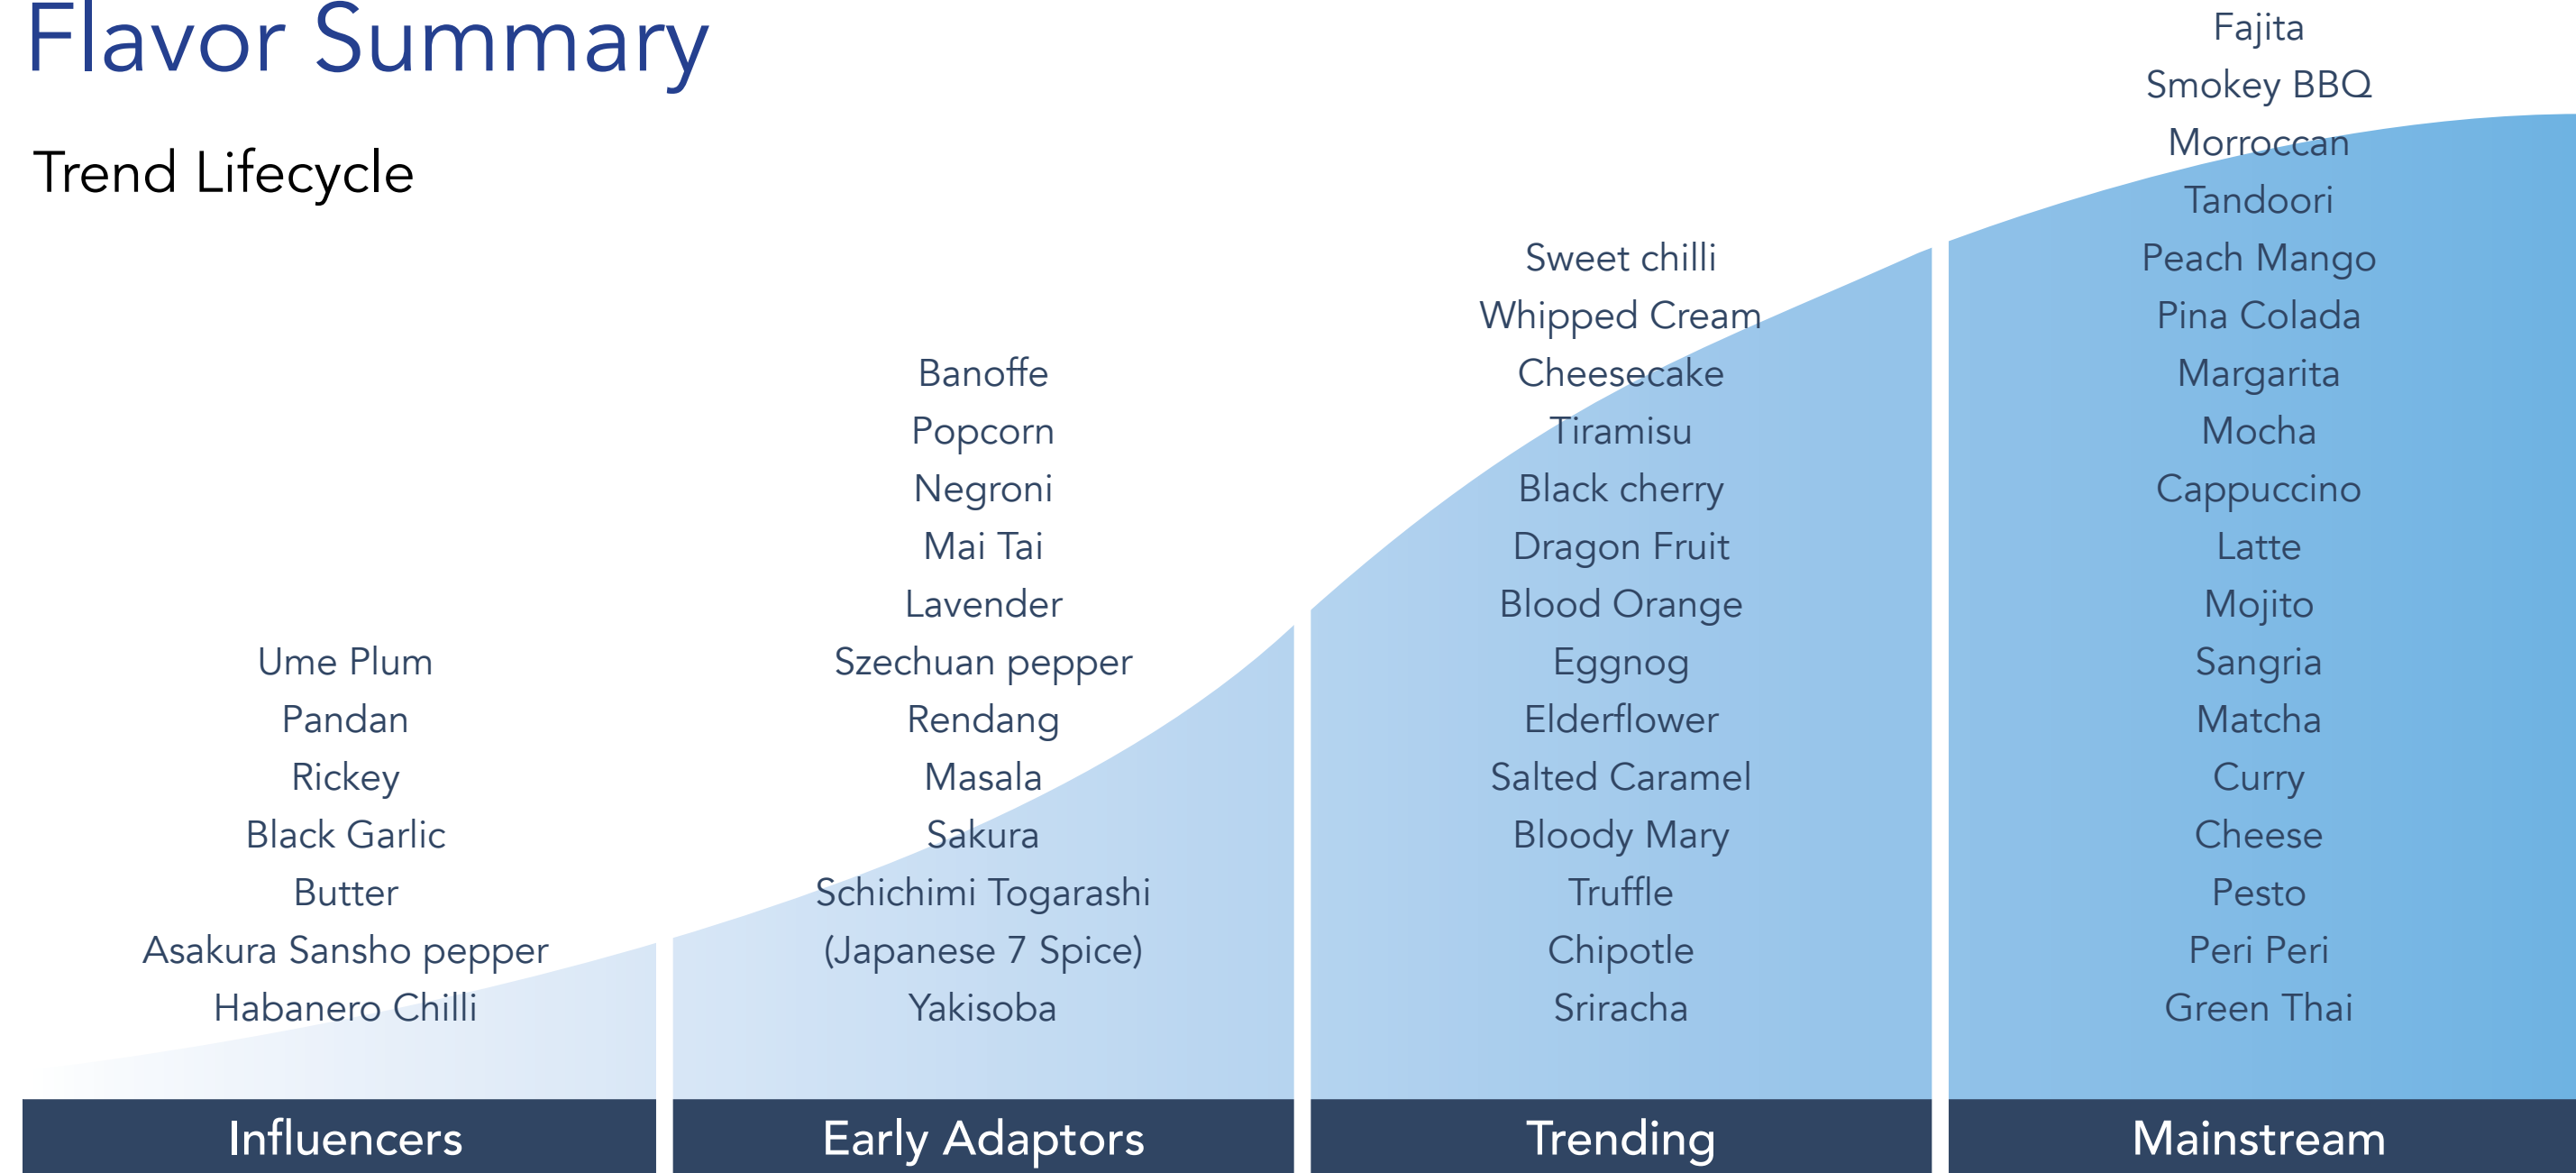 Flavor Summary
Trend Lifecycle
Ume Plum
Pandan
Rickey
Black Garlic
Butter
Asakura Sansho pepper
Habanero Chilli
Influencers
Banoffe
Popcorn
Negroni
Mai Tai
Lavender
Szechuan pepper
Rendang
Masala
Sakura
Schichimi Togarashi
(Japanese 7 Spice)
Yakisoba
Early Adaptors
Sweet chilli
Whipped Cream
Cheesecake
Tiramisu
Black cherry
Dragon Fruit
Blood Orange
Eggnog
Elderflower
Salted Caramel
Bloody Mary
Truffle
Chipotle
Sriracha
Trending
Fajita
Smokey BBQ
Morroccan
Tandoori
Peach Mango
Pina Colada
Margarita
Mocha
Cappuccino
Latte
Mojito
Sangria
Matcha
Curry
Cheese
Pesto
Peri Peri
Green Thai
Mainstream